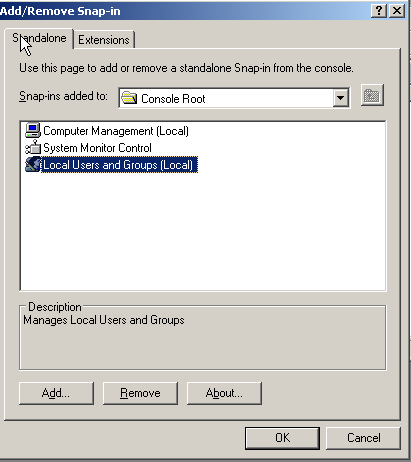 Add/Remove Snap-in
Standalone
Extensions
Use this page to add or remove a standalone Snap-in from the console.
Snap-ins added to:
Console Root
Computer Management (Local)
System Monitor Control
Local Users and Groups (Local)
Description
Manages Local Users and Groups
Add...
Remove
About...
OK
Cancel